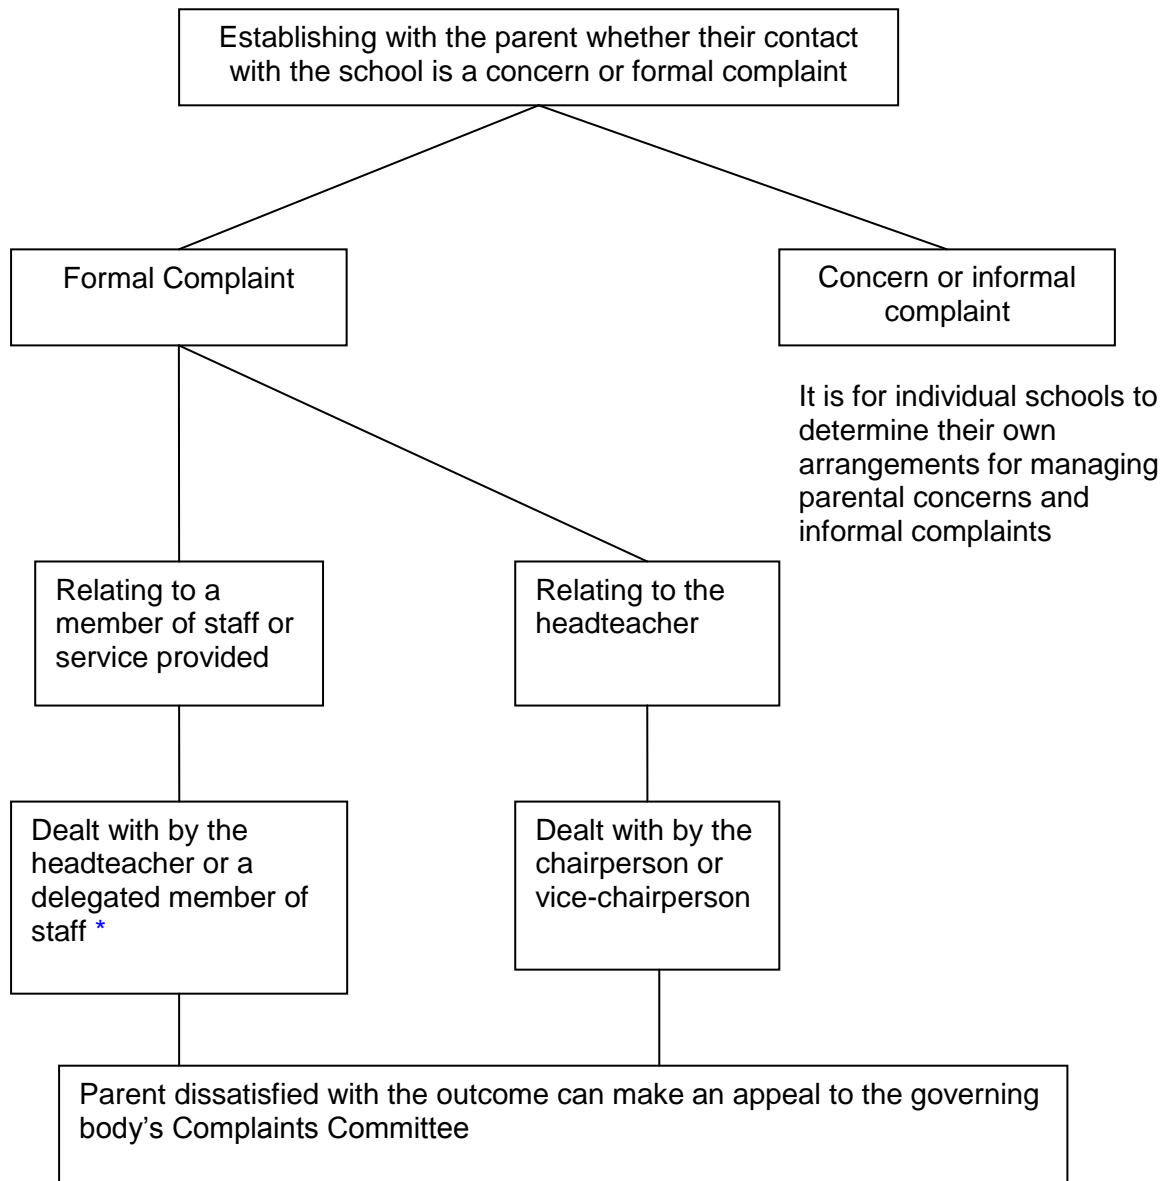 Establishing with the parent whether their contact
with the school is a concern or formal complaint
Formal Complaint
Concern or informal
complaint
It is for individual schools to
determine their own
arrangements for managing
parental concerns and
informal complaints
Relating to a
member of staff or
service provided
Relating to the
headteacher
Dealt with by the
headteacher or a
delegated member of
staff *
Dealt with by the
chairperson or
vice-chairperson
Parent dissatisfied with the outcome can make an appeal to the governing
body’s Complaints Committee